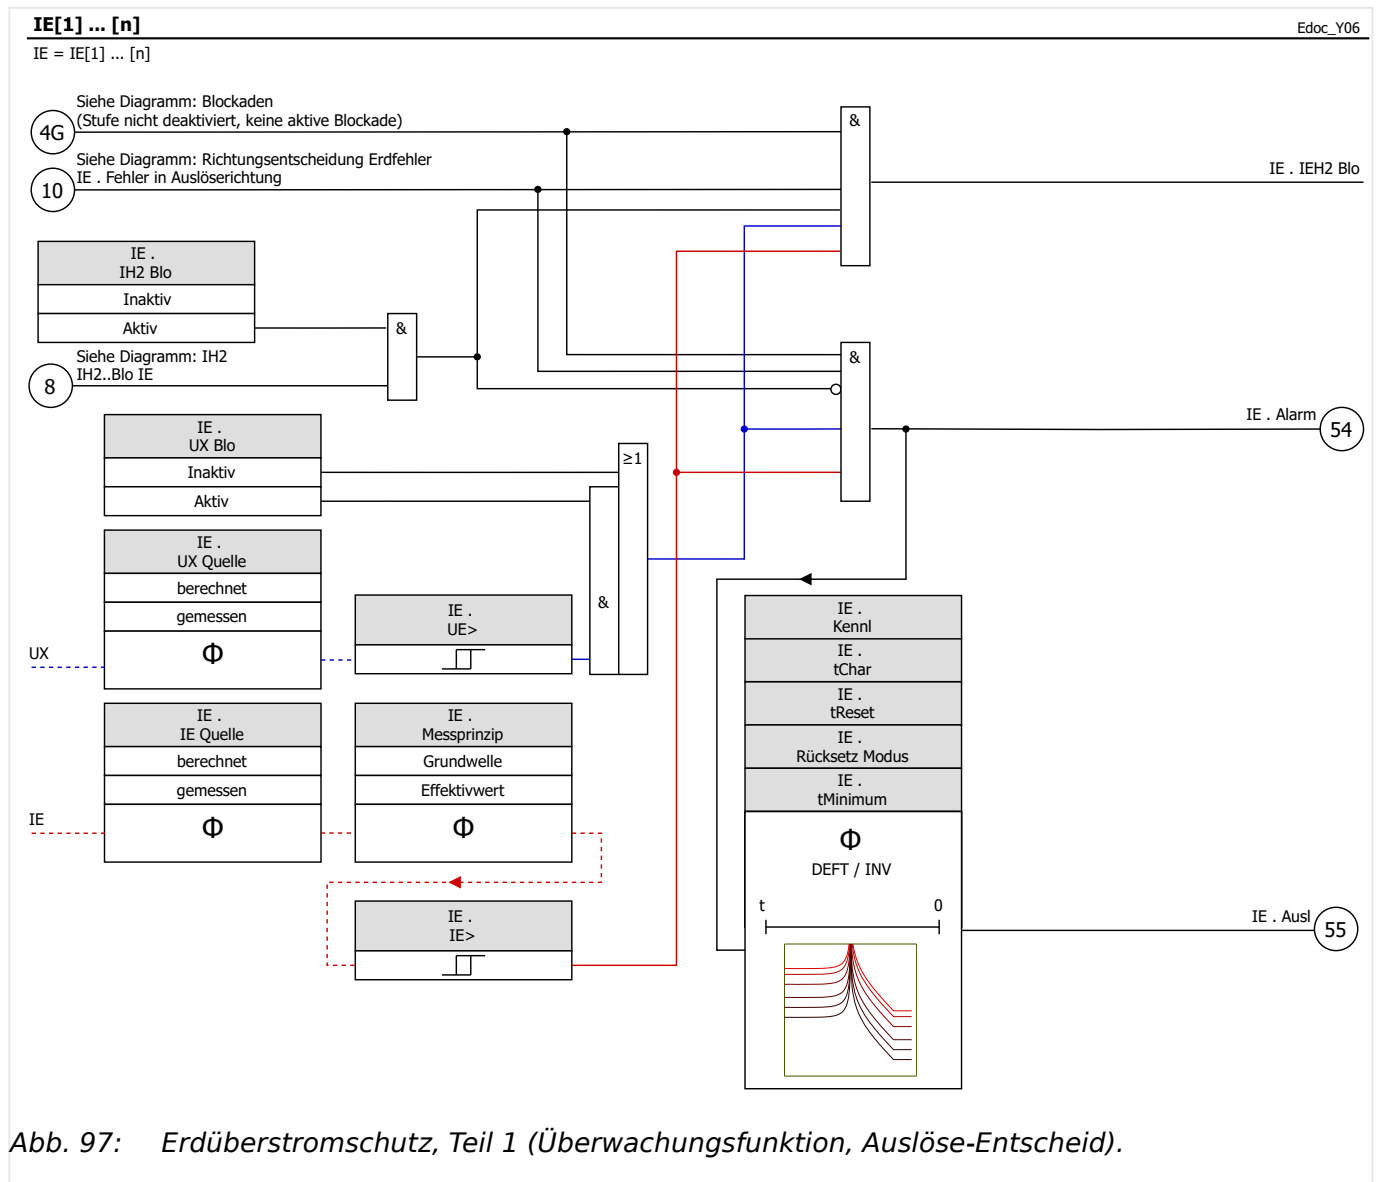 IE[1] ... [n]
Edoc_Y06
IE = IE[1] ... [n]
Siehe Diagramm: Blockaden
4G
(Stufe nicht deaktiviert, keine aktive Blockade)
&
Siehe Diagramm: Richtungsentscheidung Erdfehler
10
IE . Fehler in Auslöserichtung
IE . IEH2 Blo
IE .
IH2 Blo
Inaktiv
Aktiv
&
Siehe Diagramm: IH2
8
IH2..Blo IE
&
IE . Alarm
54
IE .
UX Blo
Inaktiv
Aktiv
≥1
&
IE .
UX Quelle
berechnet
gemessen
Φ
UX
IE .
UE>
IE .
IE Quelle
berechnet
gemessen
Φ
IE
IE .
Messprinzip
Grundwelle
Effektivwert
Φ
IE .
IE>
IE .
Kennl
IE .
tChar
IE .
tReset
IE .
Rücksetz Modus
IE .
tMinimum
Φ
DEFT / INV
t
0
IE . Ausl
55
Abb. 97: Erdüberstromschutz, Teil 1 (Überwachungsfunktion, Auslöse-Entscheid).